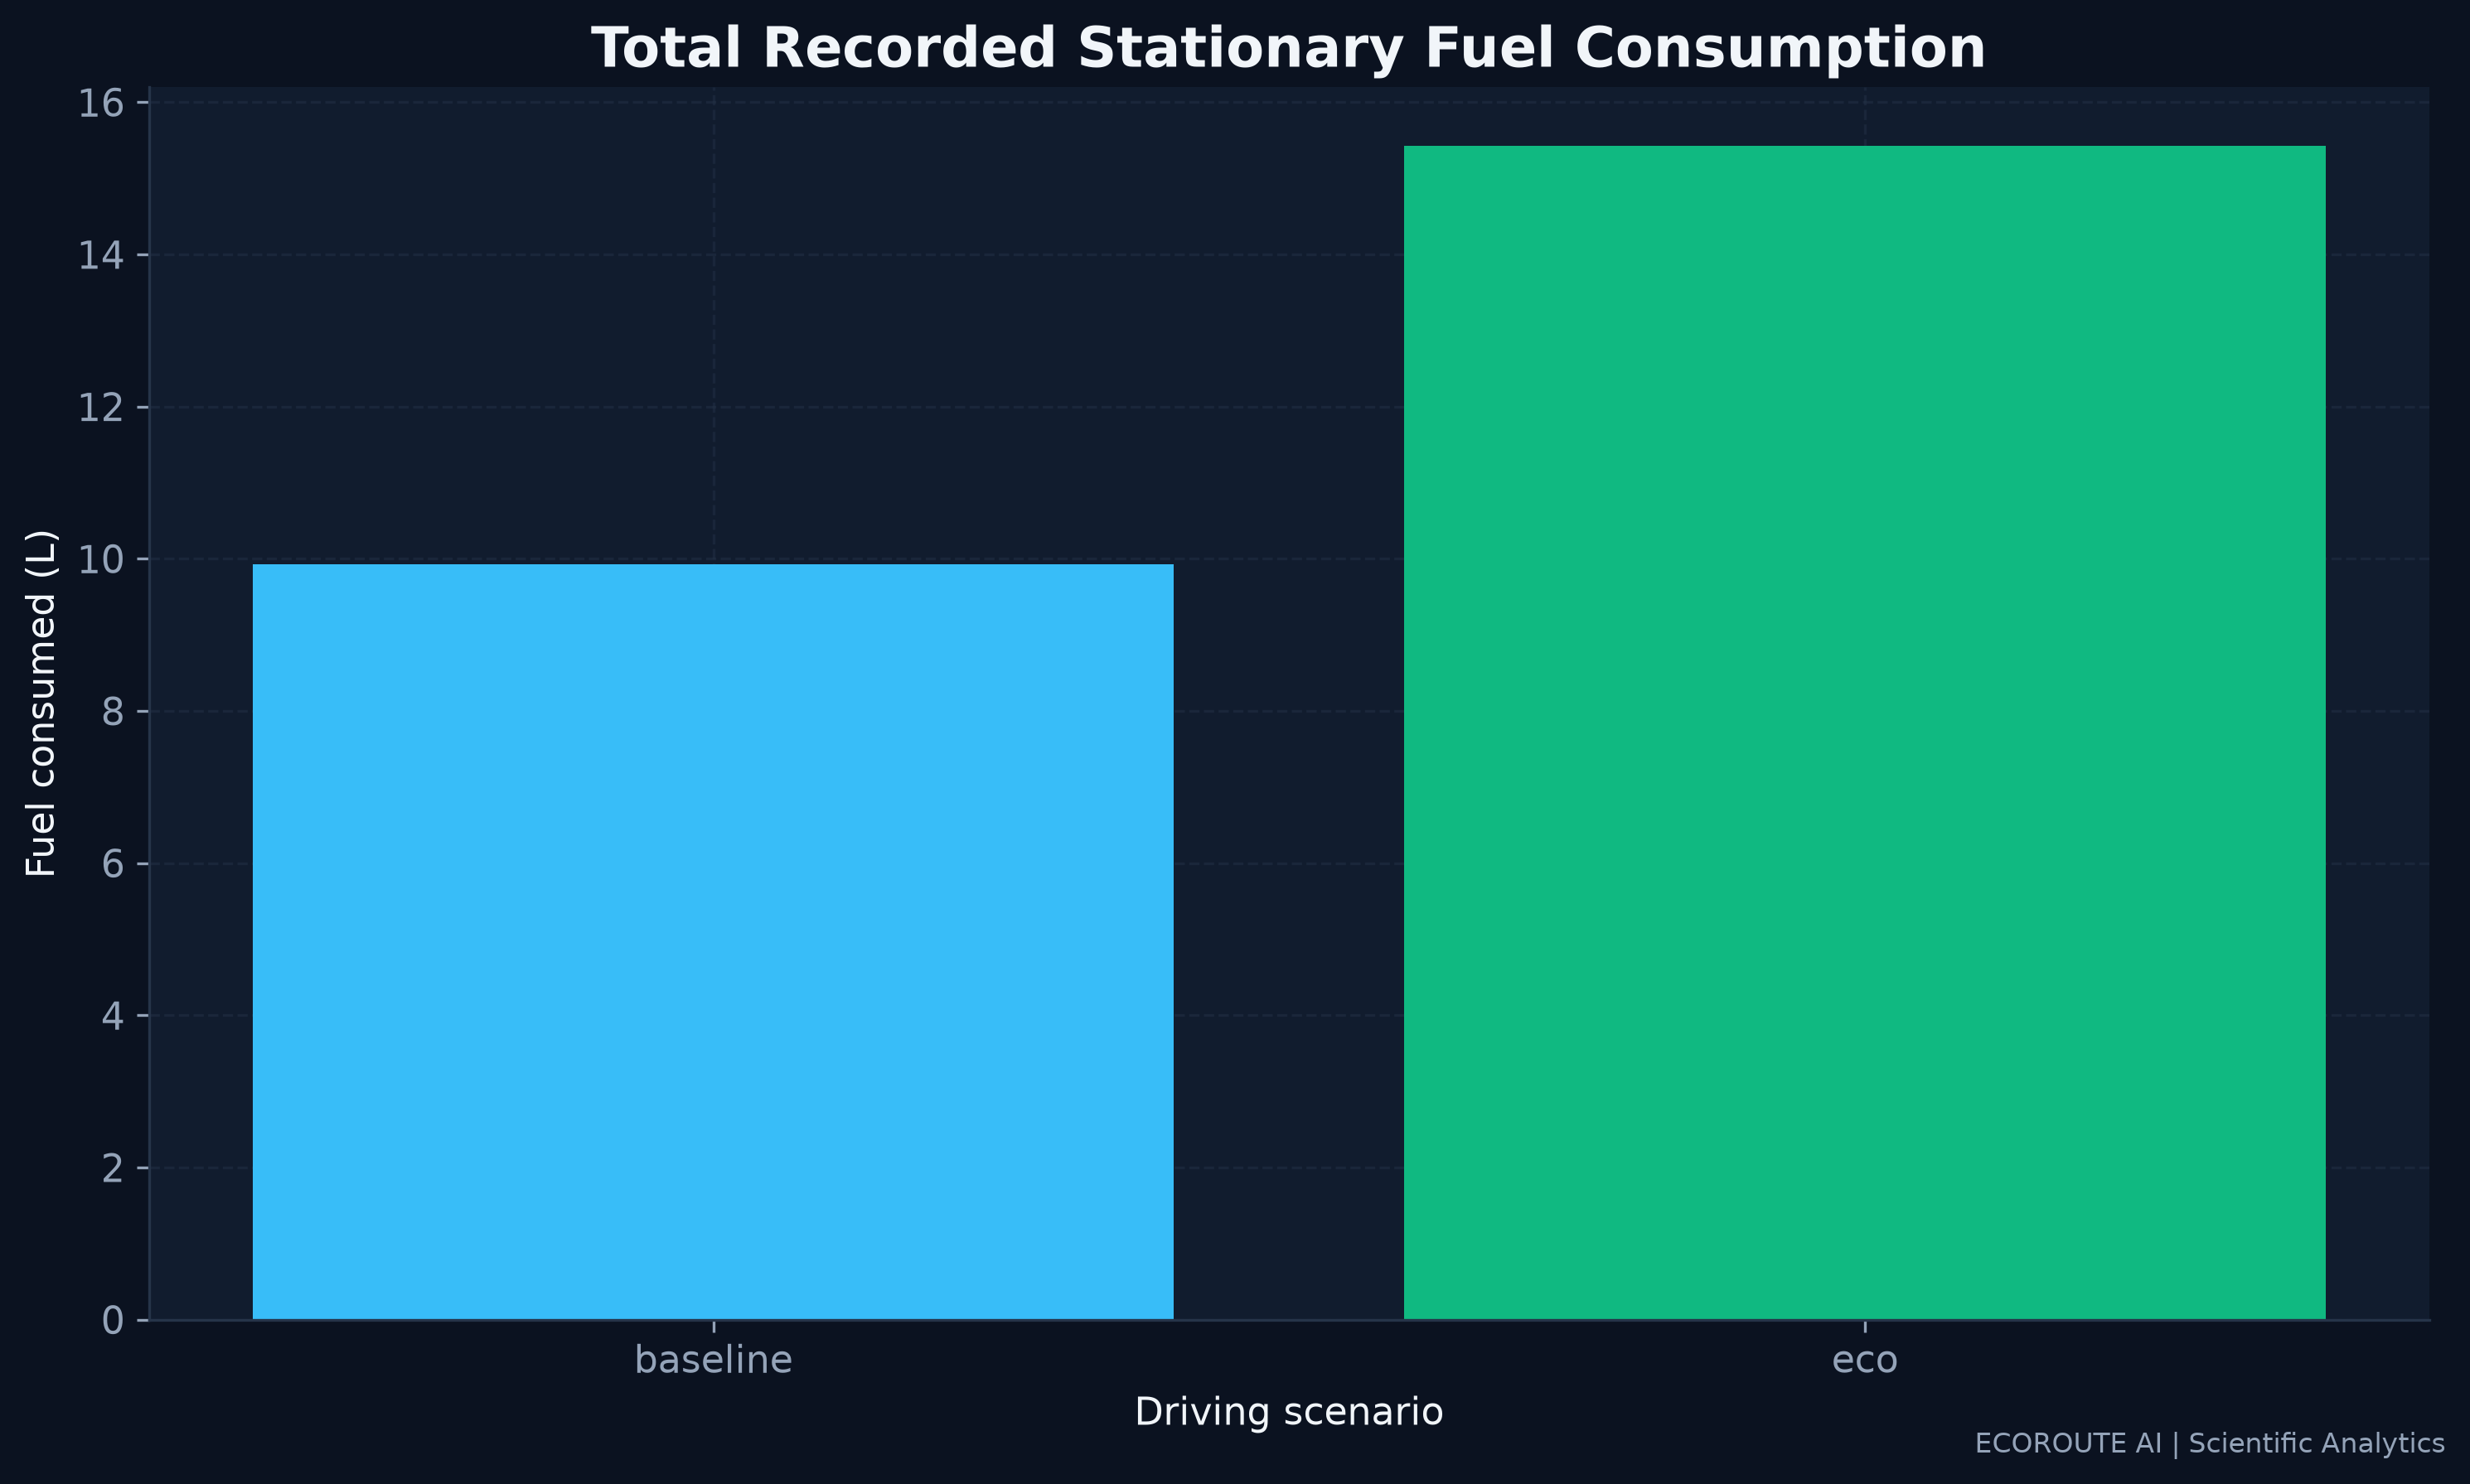 Total Recorded Stationary Fuel Consumption
16
14
12
10
8
6
4
2
0
Fuel consumed (L)
baseline
eco
Driving scenario
ECOROUTE AI | Scientific Analytics